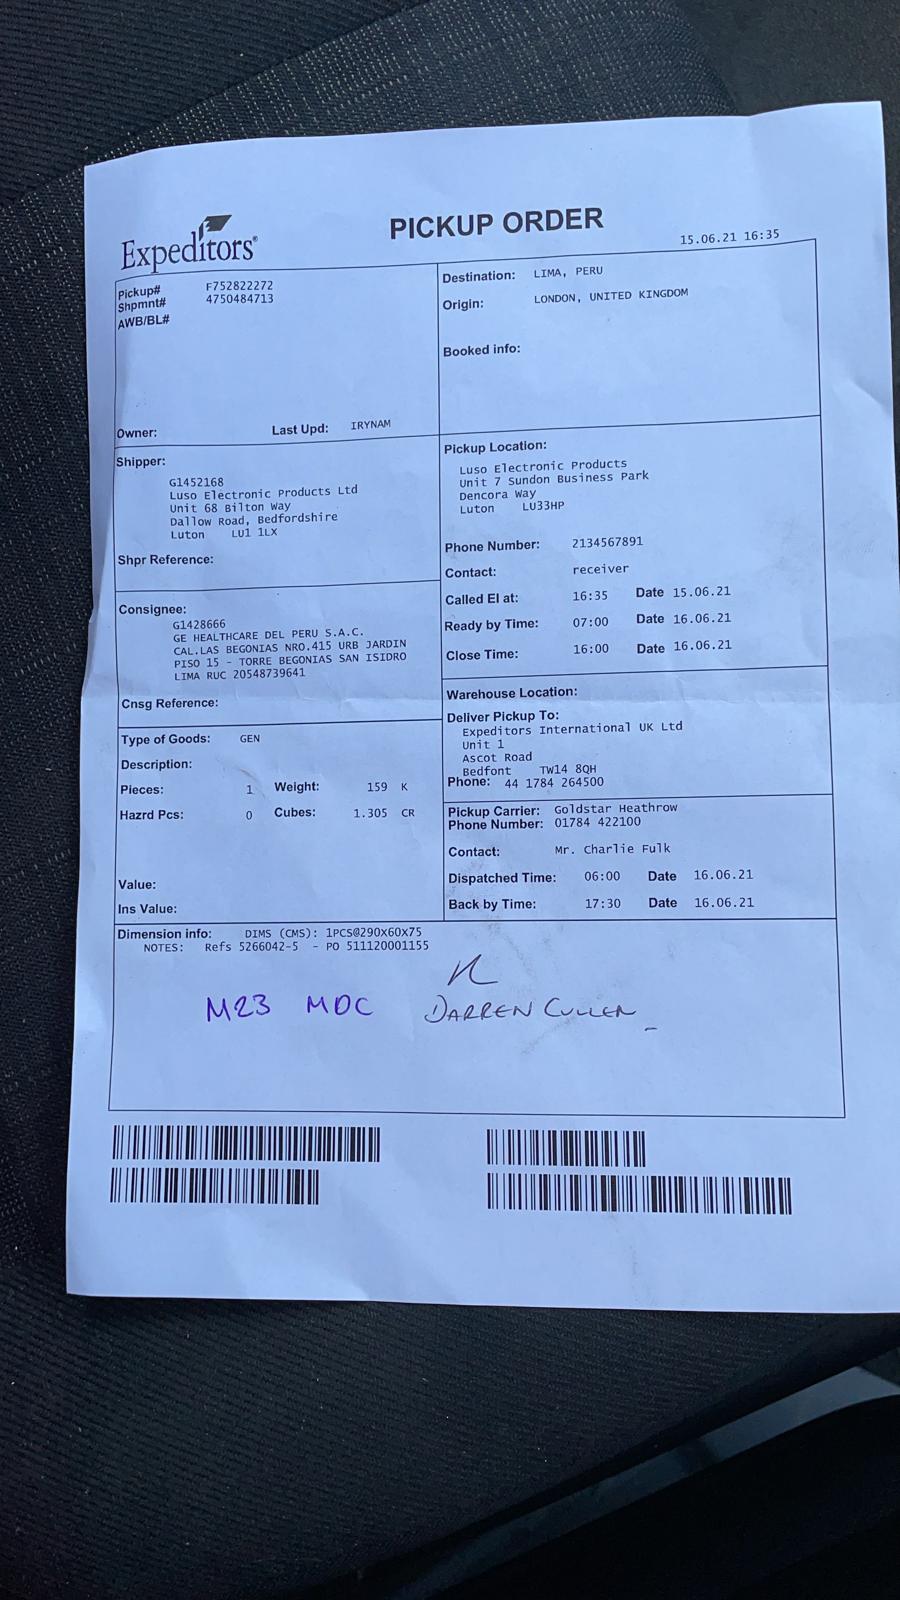 Expeditors®
PICKUP ORDER
15.06.21 16:35
Pickup# F752822272
Shpmnt# 4750484713
AWB/BL#
Owner: Last Upd: IRYNAM
Destination: LIMA, PERU
Origin: LONDON, UNITED KINGDOM
Booked info:
Shipper:
G1452168
Luso Electronic Products Ltd
Unit 68 Bilton Way
Dallow Road, Bedfordshire
Luton LU1 1LX
Shpr Reference:
Pickup Location:
Luso Electronic Products
Unit 7 Sundon Business Park
Dencora Way
Luton LU33HP
Phone Number: 2134567891
Contact: receiver
Called EI at: 16:35 Date 15.06.21
Ready by Time: 07:00 Date 16.06.21
Close Time: 16:00 Date 16.06.21
Consignee:
G1428666
GE HEALTHCARE DEL PERU S.A.C.
CAL.LAS BEGONIAS NRO.415 URB JARDIN
PISO 15 - TORRE BEGONIAS SAN ISIDRO
LIMA RUC 20548739641
Cnsg Reference:
Warehouse Location:
Deliver Pickup To:
Expeditors International UK Ltd
Unit 1
Ascot Road
Bedfont TW14 8QH
Phone: 44 1784 264500
Type of Goods: GEN
Description:
Pieces: 1 Weight: 159 K
Hazrd Pcs: 0 Cubes: 1.305 CR
Value:
Ins Value:
Pickup Carrier: Goldstar Heathrow
Phone Number: 01784 422100
Contact: Mr. Charlie Fulk
Dispatched Time: 06:00 Date 16.06.21
Back by Time: 17:30 Date 16.06.21
Dimension info: DIMS (CMS): 1PCS@290X60X75
NOTES: Refs 5266042-5 - PO 511120001155
M23 MDC DARREN CULLEN